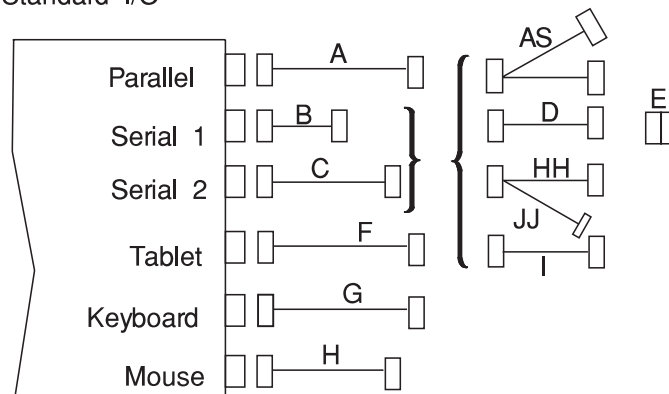 Standard I/O
Parallel
A
AS
Serial 1
B
D
E
Serial 2
C
HH
JJ
Tablet
F
I
Keyboard
G
Mouse
H